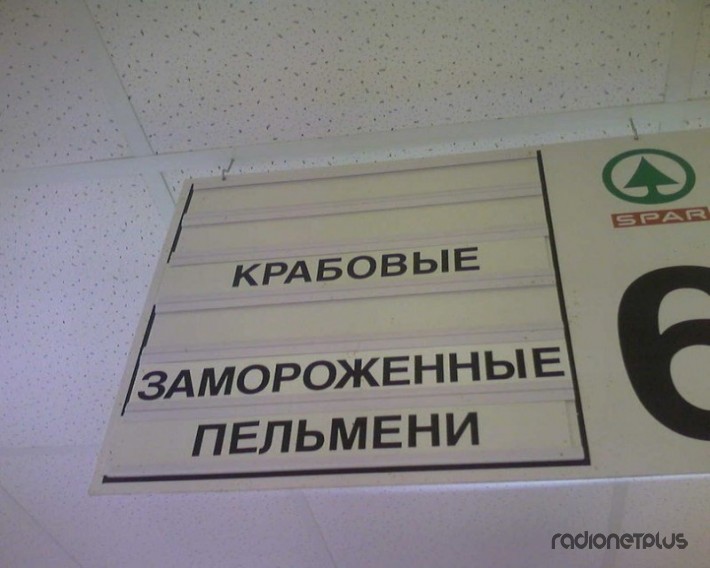 КРАБОВЫЕ
ЗАМОРОЖЕННЫЕ
ПЕЛЬМЕНИ
SPAR
6
radionetplus